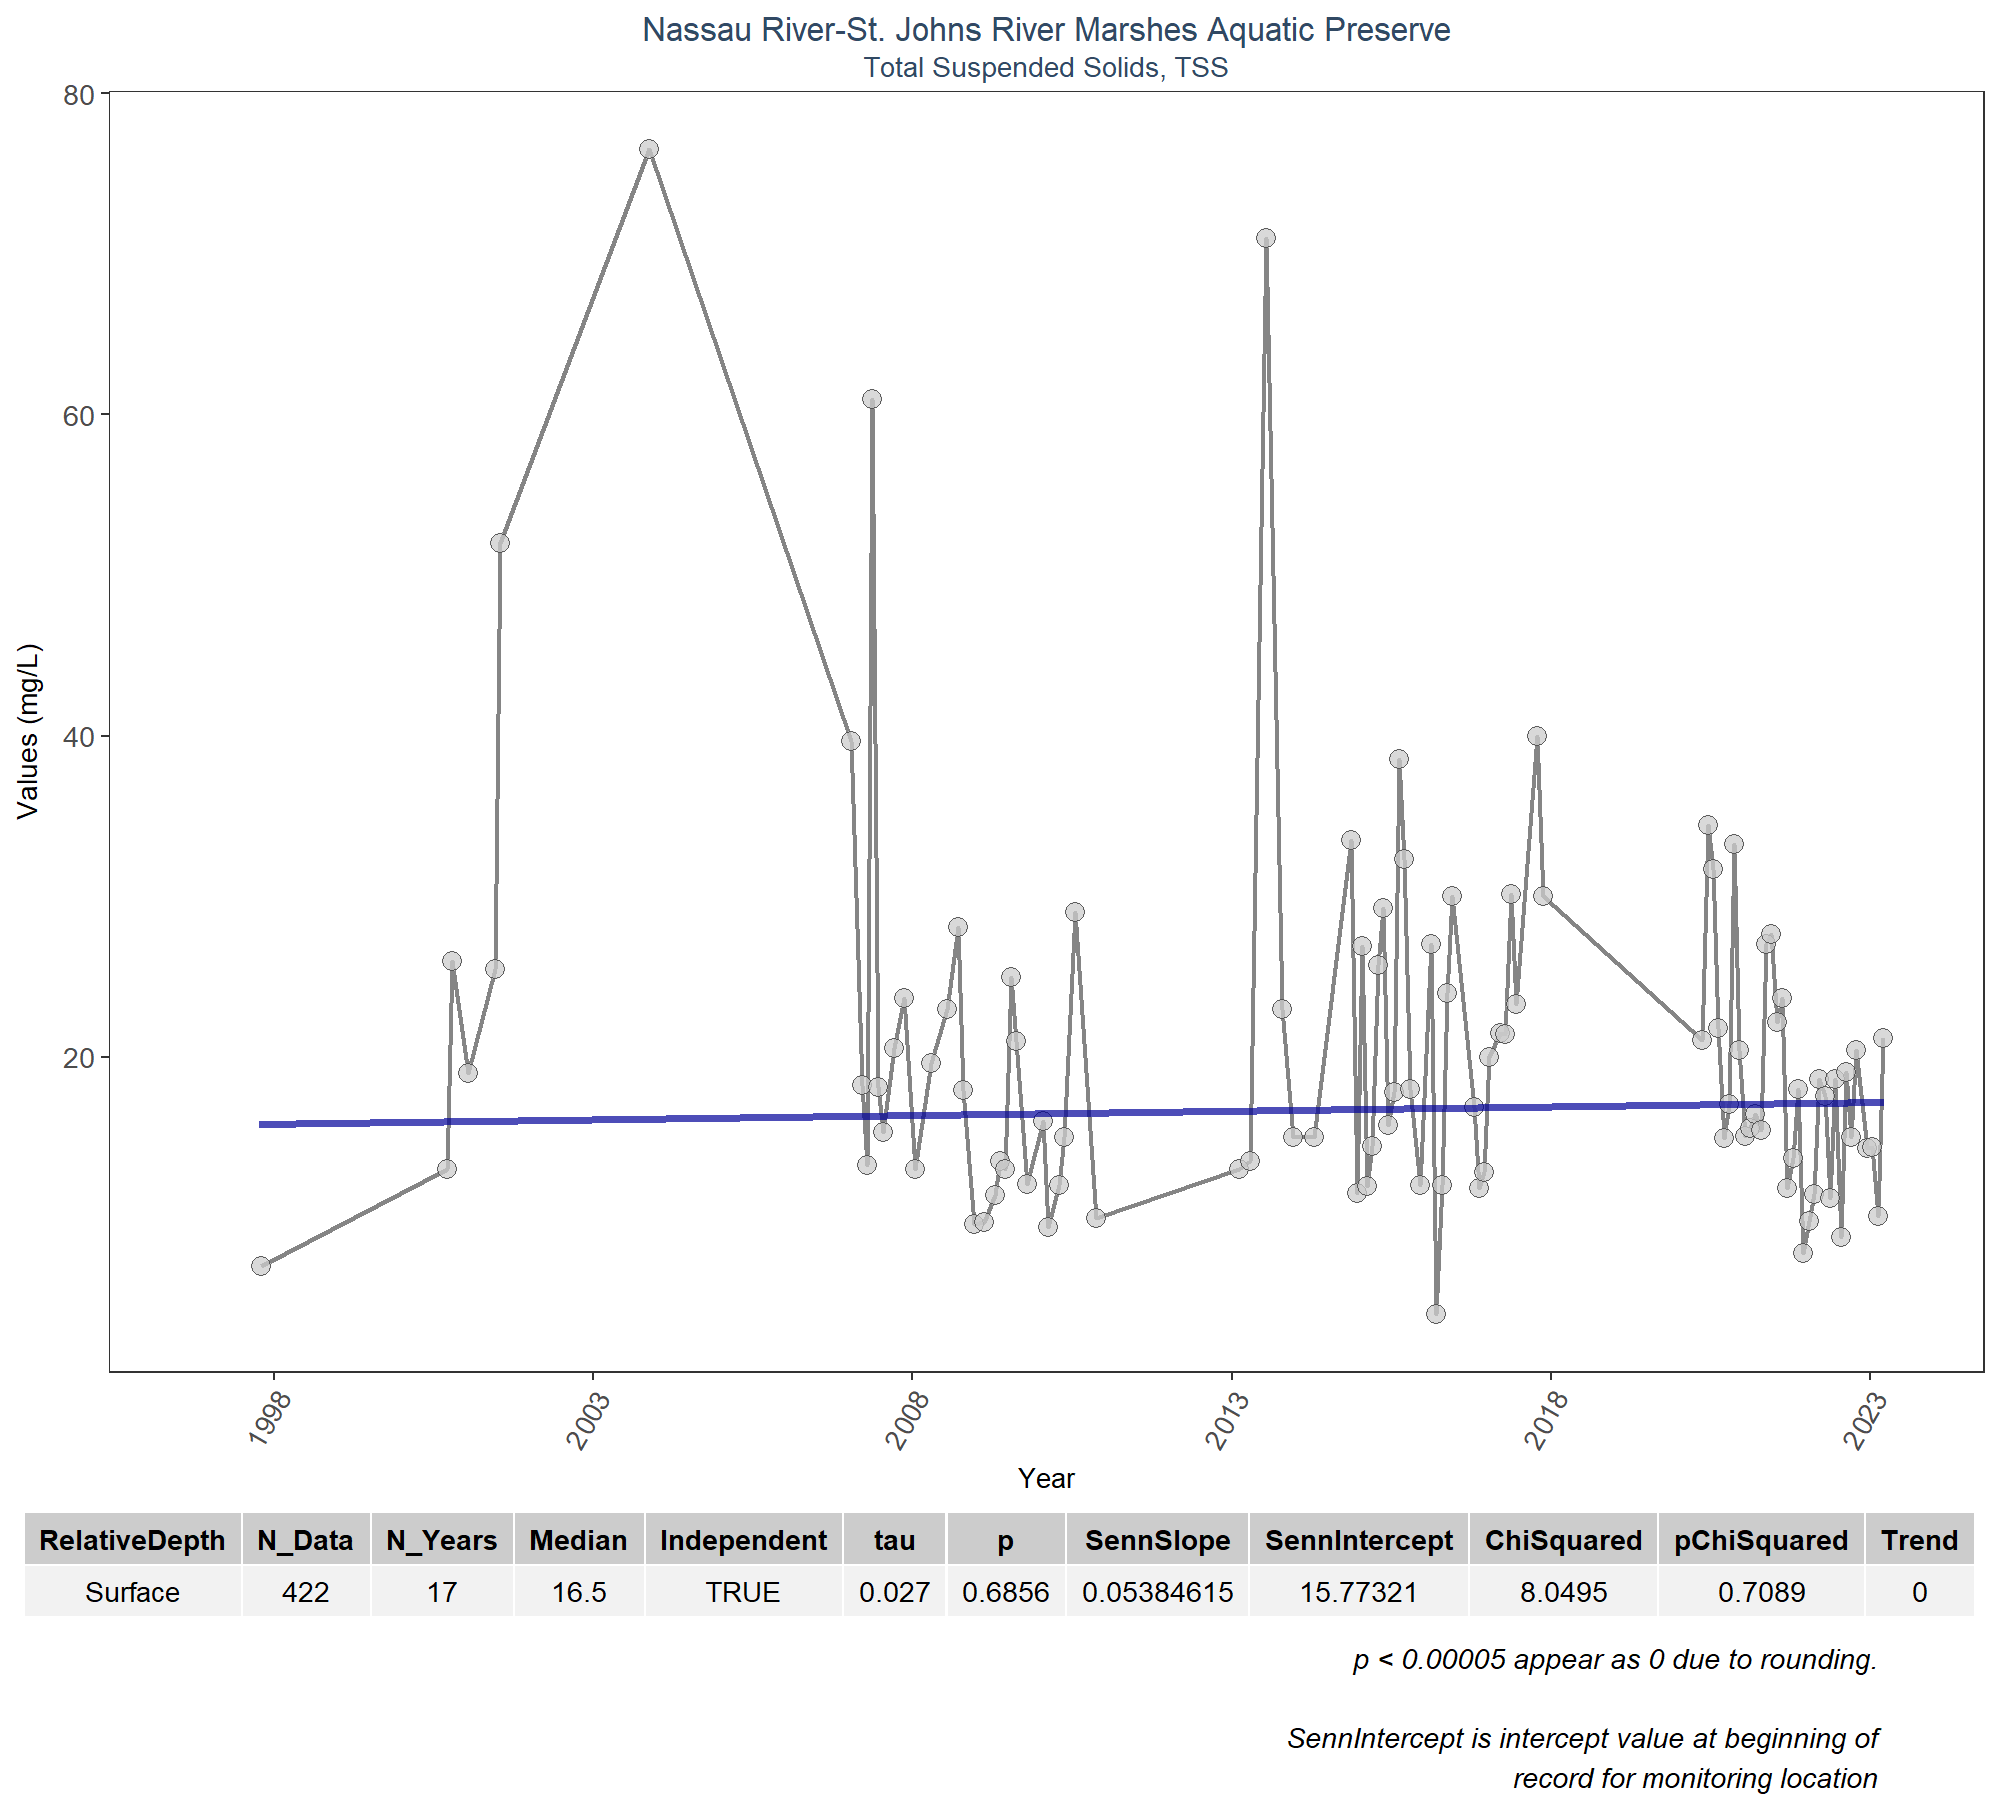 Nassau River-St. Johns River Marshes Aquatic Preserve
Total Suspended Solids, TSS
80
60
40
20
Values (mg/L)
1998
2003
2008
2013
2018
2023
Year
RelativeDepth N_Data N_Years Median Independent tau p SennSlope SennIntercept ChiSquared pChiSquared Trend
Surface 422 17 16.5 TRUE 0.027 0.6856 0.05384615 15.77321 8.0495 0.7089 0
p < 0.00005 appear as 0 due to rounding.
SennIntercept is intercept value at beginning of
record for monitoring location